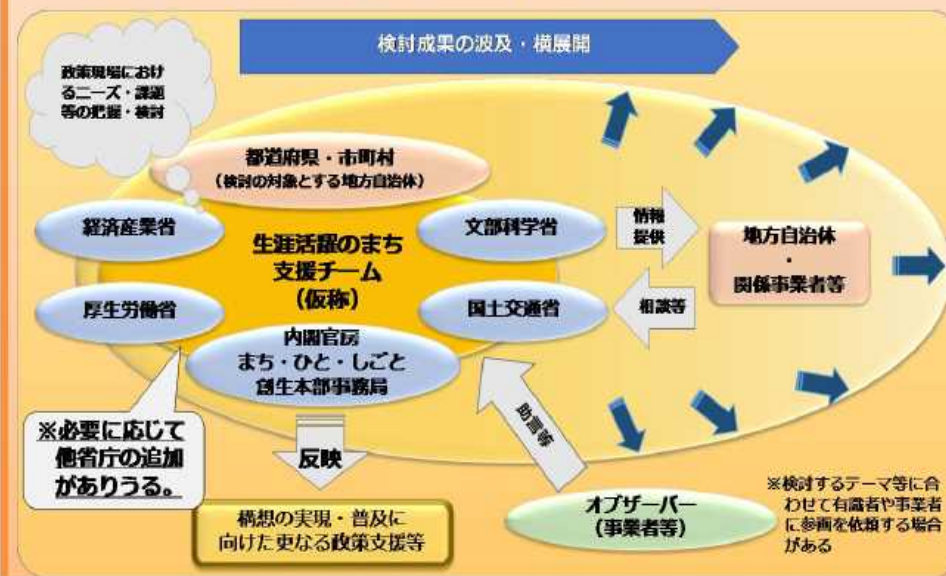 検討成果の波及・横展開
政策現場におけ
るニーズ・課題
等の把握・検討
都道府県・市町村
(検討の対象とする地方自治体)
経済産業省
文部科学省
生涯活躍のまち
支援チーム
(仮称)
厚生労働省
国土交通省
内閣官房
まち・ひと・しごと
創生本部事務局
情報
提供
相談等
地方自治体
・
関係事業者等
※必要に応じて
他省庁の追加
がありうる。
反映
助言等
構想の実現・普及に
向けた更なる政策支援等
オブザーバー
(事業者等)
※検討するテーマ等に合
わせて有識者や事業者
に参画を依頼する場合
がある